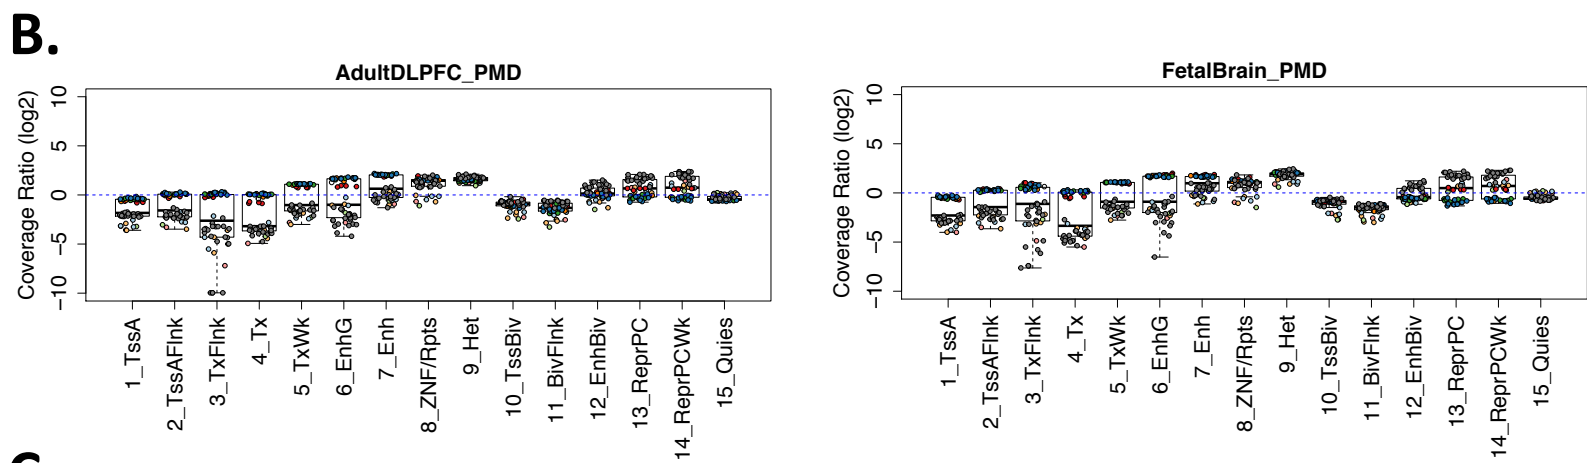 B.
AdultDLPFC_PMD
Coverage Ratio (log2)
10
5
0
−5
−10
1_TssA
2_TssAFlnk
3_TxFlnk
4_Tx
5_TxWk
6_EnhG
7_Enh
8_ZNF/Rpts
9_Het
10_TssBiv
11_BivFlnk
12_EnhBiv
13_ReprPC
14_ReprPCWk
15_Quies
FetalBrain_PMD
Coverage Ratio (log2)
10
5
0
−5
−10
1_TssA
2_TssAFlnk
3_TxFlnk
4_Tx
5_TxWk
6_EnhG
7_Enh
8_ZNF/Rpts
9_Het
10_TssBiv
11_BivFlnk
12_EnhBiv
13_ReprPC
14_ReprPCWk
15_Quies